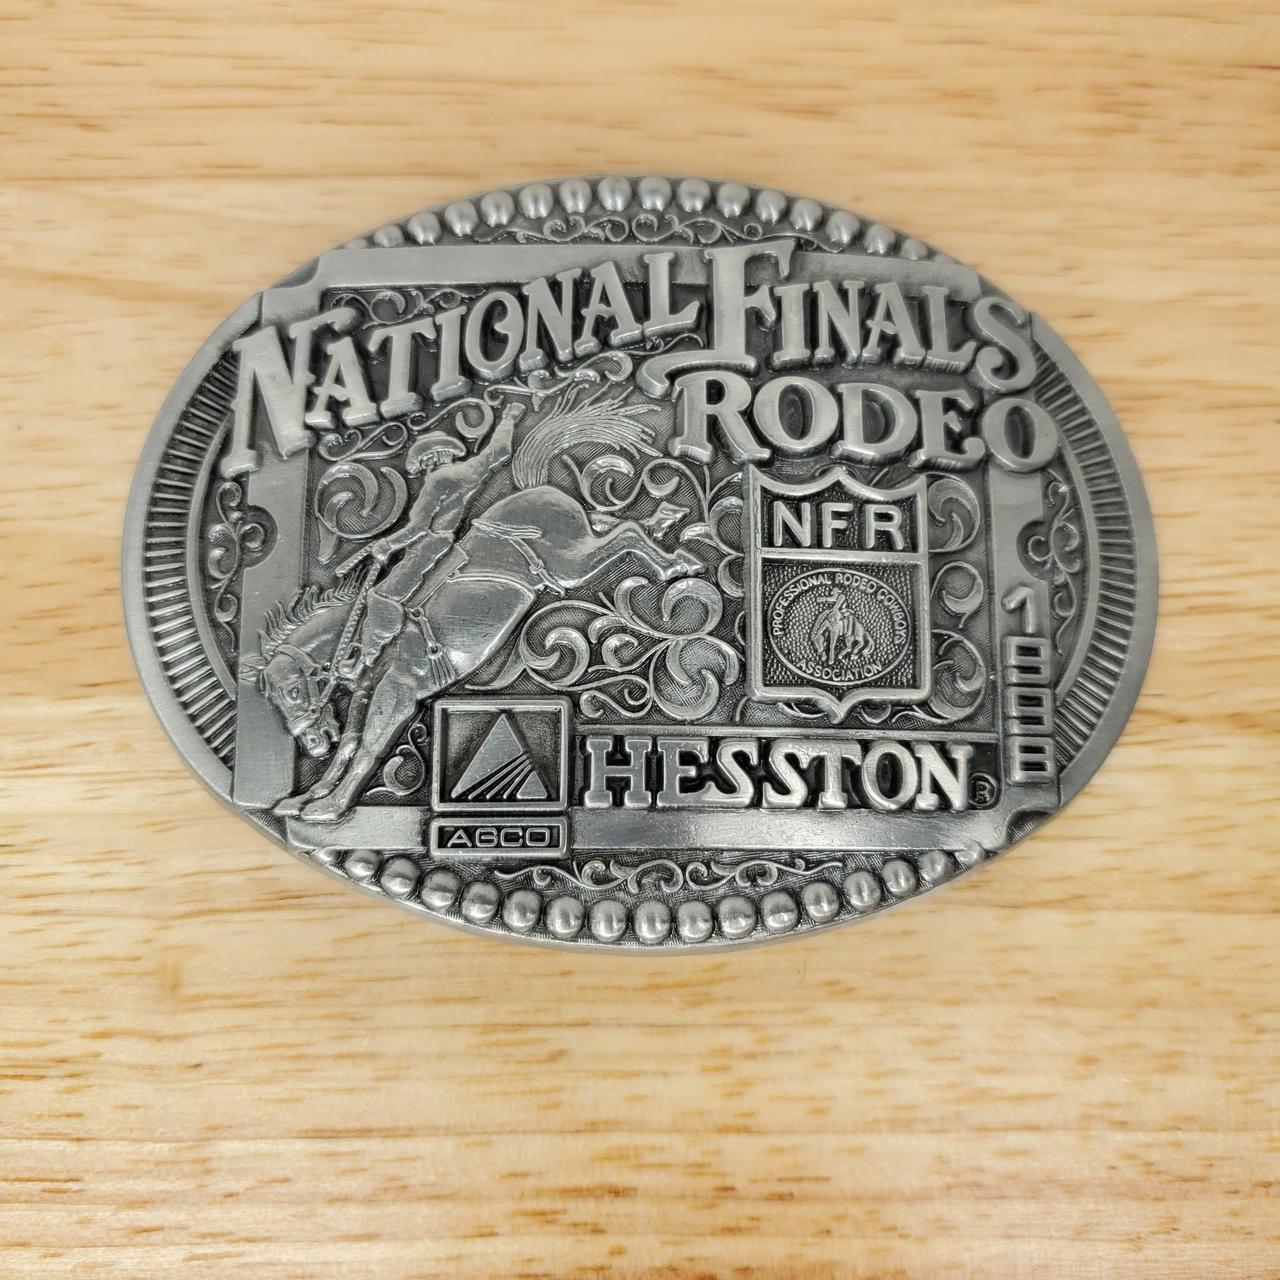 NATIONAL FINALS
RODEO
NFR
PROFESSIONAL RODEO COWBOYS
ASSOCIATION
1998
HESSTON®
AGCO